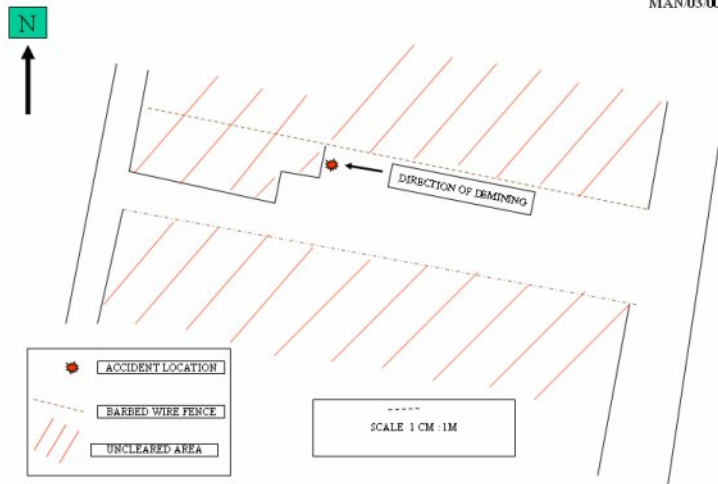 N
DIRECTION OF DEMINING
ACCIDENT LOCATION
BARBED WIRE FENCE
UNCLEARED AREA
SCALE 1 CM : 1M